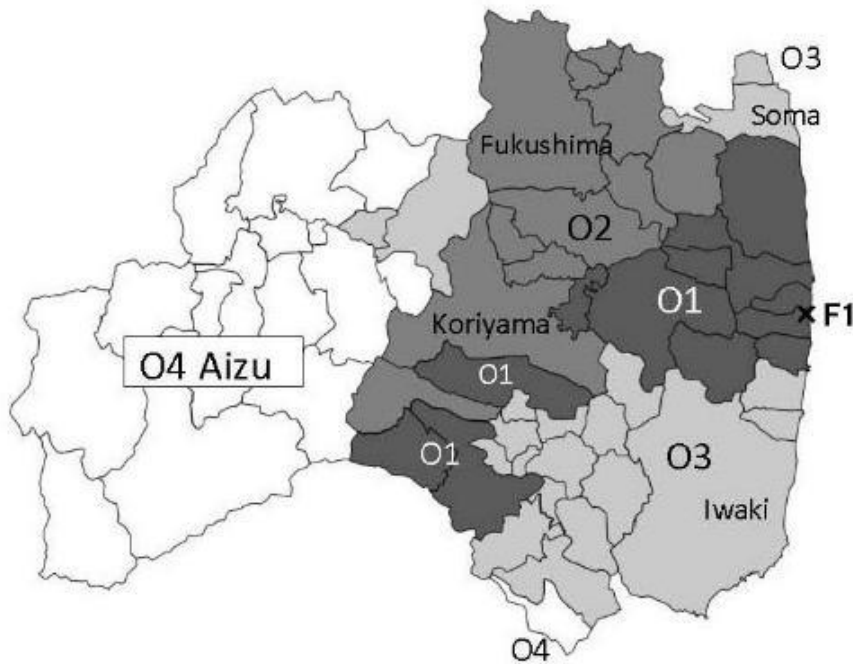 O3
Soma
Fukushima
O2
O1
F1
Koriyama
O4 Aizu
O1
O1
O3
Iwaki
O4